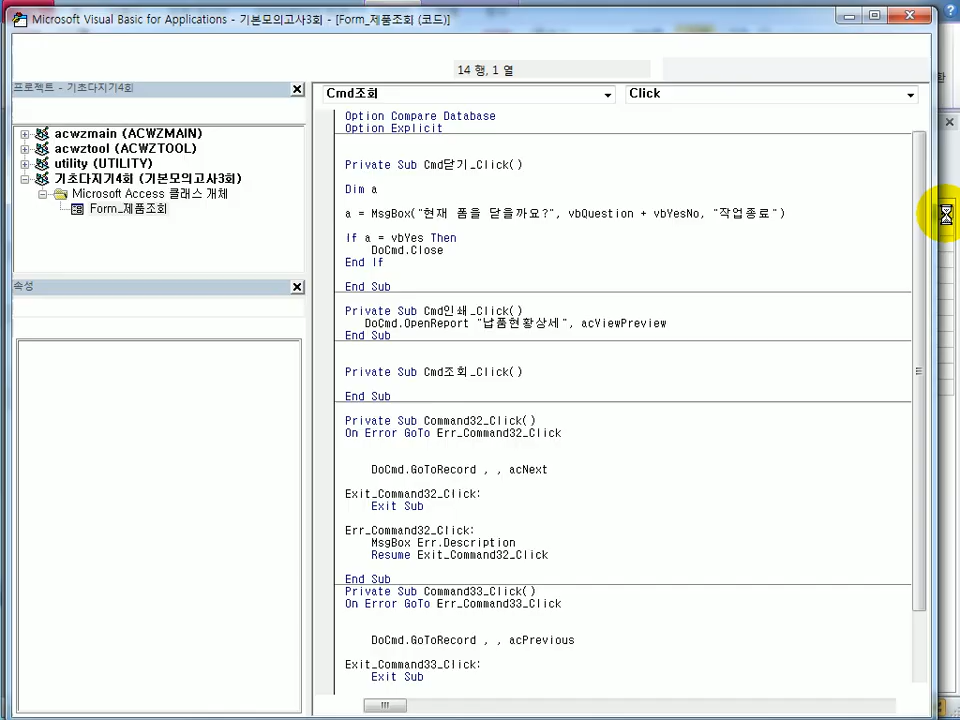 Microsoft Visual Basic for Applications - 기본모의고사3회 - [Form_제품조회 (코드)]
14 행, 1 열
프로젝트 - 기초다지기4회
acwzmain (ACWZMAIN)
acwztool (ACWZTOOL)
utility (UTILITY)
기초다지기4회 (기본모의고사3회)
Microsoft Access 클래스 개체
Form_제품조회
속성
Cmd조회
Click
Option Compare Database
Option Explicit
Private Sub Cmd닫기_Click()
Dim a
a = MsgBox("현재 폼을 닫을까요?", vbQuestion + vbYesNo, "작업종료")
If a = vbYes Then
DoCmd.Close
End If
End Sub
Private Sub Cmd인쇄_Click()
DoCmd.OpenReport "납품현황상세", acViewPreview
End Sub
Private Sub Cmd조회_Click()
End Sub
Private Sub Command32_Click()
On Error GoTo Err_Command32_Click
DoCmd.GoToRecord , , acNext
Exit_Command32_Click:
Exit Sub
Err_Command32_Click:
MsgBox Err.Description
Resume Exit_Command32_Click
End Sub
Private Sub Command33_Click()
On Error GoTo Err_Command33_Click
DoCmd.GoToRecord , , acPrevious
Exit_Command33_Click:
Exit Sub